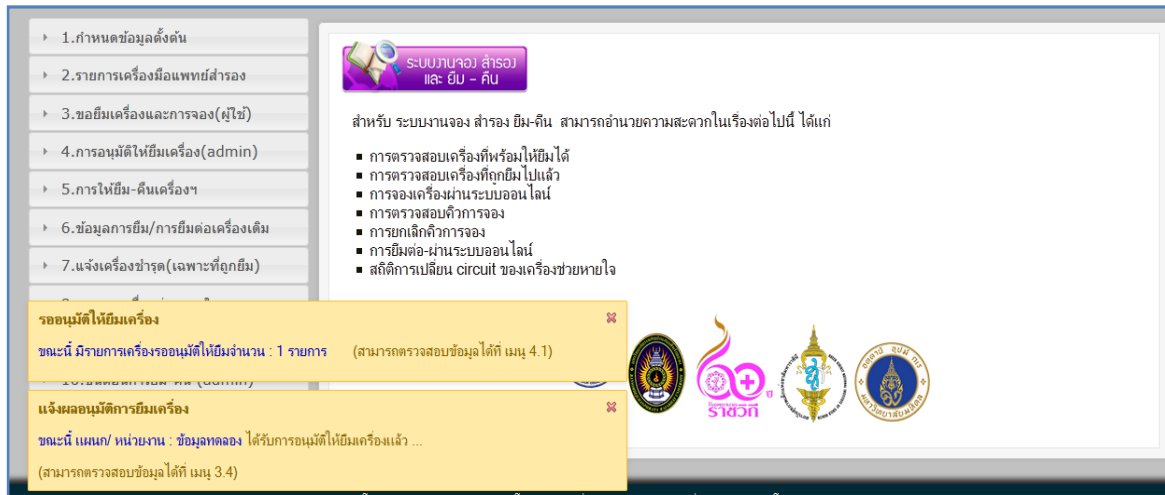 1.กำหนดข้อมูลตั้งต้น
2.รายการเครื่องมือแพทย์สำรอง
3.ขอยืมเครื่องและการจอง(ผู้ใช้)
4.การอนุมัติให้ยืมเครื่อง(admin)
5.การให้ยืม-คืนเครื่องฯ
6.ข้อมูลการยืม/การยืมต่อเครื่องเดิม
7.แจ้งเครื่องชำรุด(เฉพาะที่ถูกยืม)
รออนุมัติให้ยืมเครื่อง
ขณะนี้ มีรายการเครื่องรออนุมัติให้ยืมจำนวน : 1 รายการ (สามารถตรวจสอบข้อมูลได้ที่ เมนู 4.1)
แจ้งผลอนุมัติการยืมเครื่อง
ขณะนี้ แผนก/ หน่วยงาน : ข้อมูลทดลอง ได้รับการอนุมัติให้ยืมเครื่องแล้ว ...
(สามารถตรวจสอบข้อมูลได้ที่ เมนู 3.4)
ระบบงานจอง สำรอง
และ ยืม - คืน
สำหรับ ระบบงานจอง สำรอง ยืม-คืน สามารถอำนวยความสะดวกในเรื่องต่อไปนี้ ได้แก่
การตรวจสอบเครื่องที่พร้อมให้ยืมได้
การตรวจสอบเครื่องที่ถูกยืมไปแล้ว
การจองเครื่องผ่านระบบออนไลน์
การตรวจสอบคิวการจอง
การยกเลิกคิวการจอง
การยืมต่อ-ผ่านระบบออนไลน์
สถิติการเปลี่ยน circuit ของเครื่องช่วยหายใจ
ราชวิถี